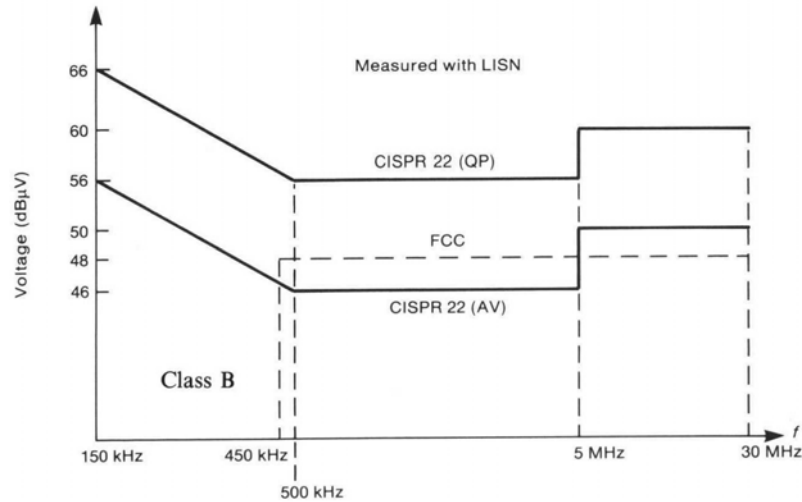 Measured with LISN
66
60
56
50
48
46
Voltage (dBµV)
CISPR 22 (QP)
FCC
CISPR 22 (AV)
Class B
f
150 kHz
450 kHz
500 kHz
5 MHz
30 MHz